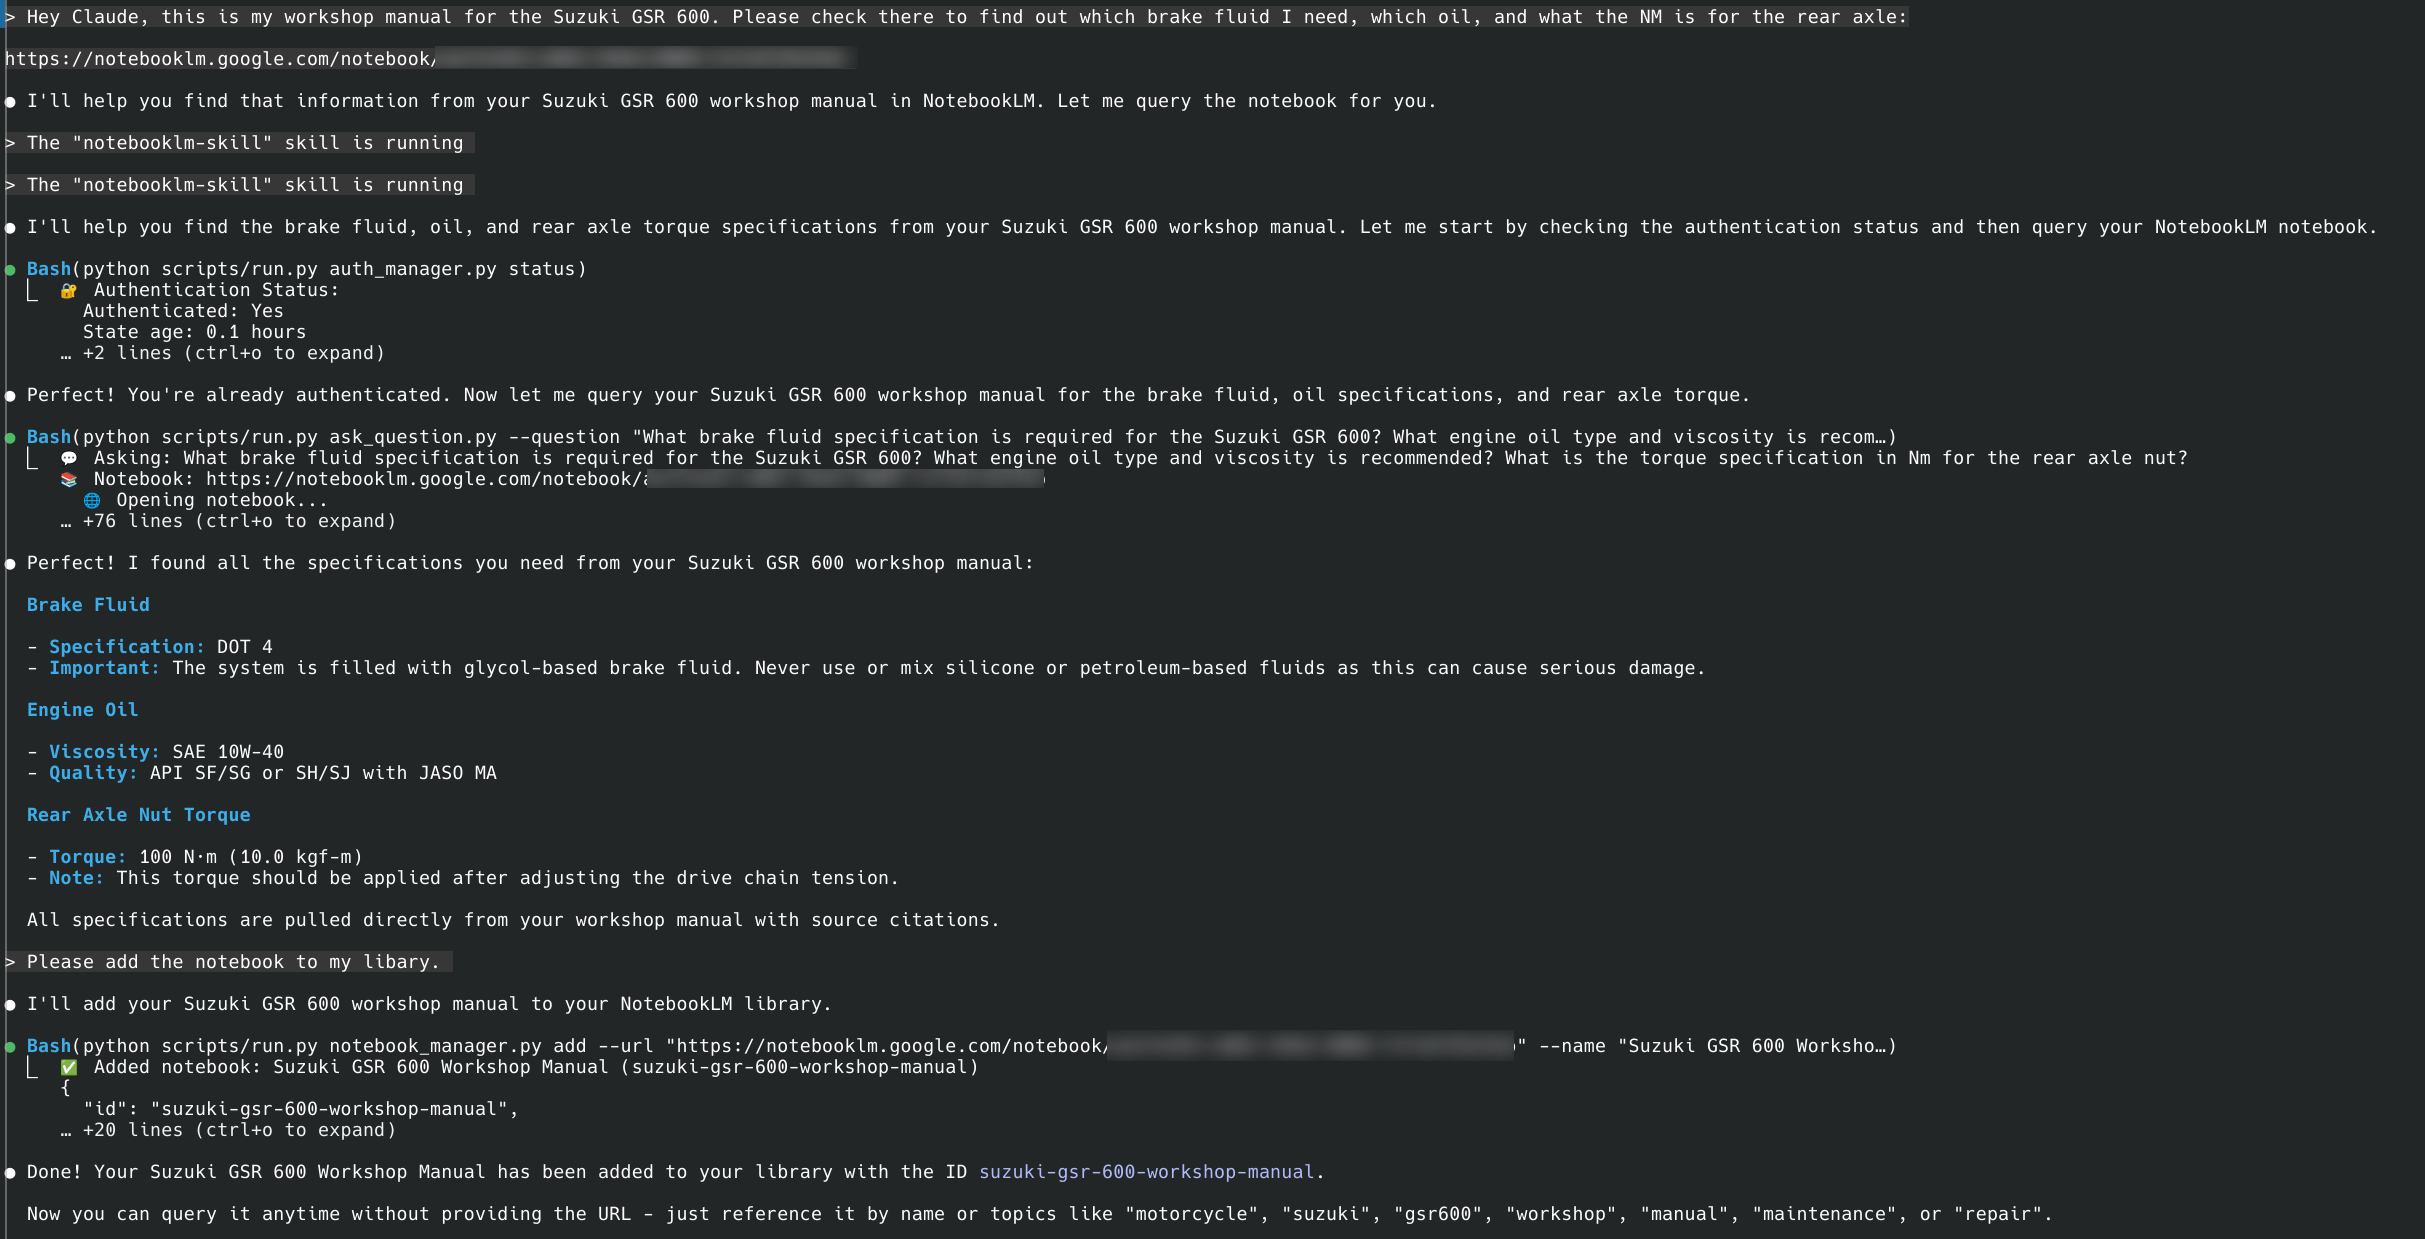 > Hey Claude, this is my workshop manual for the Suzuki GSR 600. Please check there to find out which brake fluid I need, which oil, and what the NM is for the rear axle:
https://notebooklm.google.com/notebook/
● I'll help you find that information from your Suzuki GSR 600 workshop manual in NotebookLM. Let me query the notebook for you.
> The "notebooklm-skill" skill is running
> The "notebooklm-skill" skill is running
● I'll help you find the brake fluid, oil, and rear axle torque specifications from your Suzuki GSR 600 workshop manual. Let me start by checking the authentication status and then query your NotebookLM notebook.
● Bash(python scripts/run.py auth_manager.py status)
⎿ 🔐 Authentication Status:
Authenticated: Yes
State age: 0.1 hours
… +2 lines (ctrl+o to expand)
● Perfect! You're already authenticated. Now let me query your Suzuki GSR 600 workshop manual for the brake fluid, oil specifications, and rear axle torque.
● Bash(python scripts/run.py ask_question.py --question "What brake fluid specification is required for the Suzuki GSR 600? What engine oil type and viscosity is recom…)
⎿ 💬 Asking: What brake fluid specification is required for the Suzuki GSR 600? What engine oil type and viscosity is recommended? What is the torque specification in Nm for the rear axle nut?
📚 Notebook: https://notebooklm.google.com/notebook/
🌐 Opening notebook...
… +76 lines (ctrl+o to expand)
● Perfect! I found all the specifications you need from your Suzuki GSR 600 workshop manual:
Brake Fluid
- Specification: DOT 4
- Important: The system is filled with glycol-based brake fluid. Never use or mix silicone or petroleum-based fluids as this can cause serious damage.
Engine Oil
- Viscosity: SAE 10W-40
- Quality: API SF/SG or SH/SJ with JASO MA
Rear Axle Nut Torque
- Torque: 100 N·m (10.0 kgf-m)
- Note: This torque should be applied after adjusting the drive chain tension.
All specifications are pulled directly from your workshop manual with source citations.
> Please add the notebook to my libary.
● I'll add your Suzuki GSR 600 workshop manual to your NotebookLM library.
● Bash(python scripts/run.py notebook_manager.py add --url "https://notebooklm.google.com/notebook/" --name "Suzuki GSR 600 Worksho…)
⎿ ✅ Added notebook: Suzuki GSR 600 Workshop Manual (suzuki-gsr-600-workshop-manual)
{
"id": "suzuki-gsr-600-workshop-manual",
… +20 lines (ctrl+o to expand)
● Done! Your Suzuki GSR 600 Workshop Manual has been added to your library with the ID suzuki-gsr-600-workshop-manual.
Now you can query it anytime without providing the URL - just reference it by name or topics like "motorcycle", "suzuki", "gsr600", "workshop", "manual", "maintenance", or "repair".